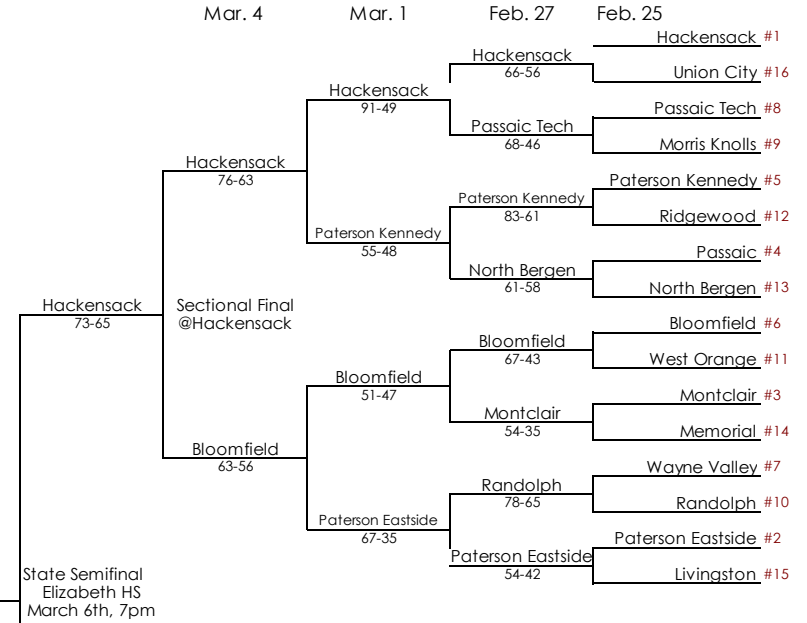 Mar. 4 Mar. 1 Feb. 27 Feb. 25
Hackensack #1
Hackensack
66-56
Union City #16
Hackensack
91-49
Passaic Tech #8
Passaic Tech
68-46
Morris Knolls #9
Hackensack
76-63
Paterson Kennedy #5
Paterson Kennedy
83-61
Ridgewood #12
Paterson Kennedy
55-48
Passaic #4
North Bergen
61-58
North Bergen #13
Hackensack
73-65
Sectional Final
@Hackensack
Bloomfield #6
Bloomfield
67-43
West Orange #11
Bloomfield
51-47
Montclair #3
Montclair
54-35
Memorial #14
Bloomfield
63-56
Wayne Valley #7
Randolph
78-65
Randolph #10
Paterson Eastside
67-35
Paterson Eastside #2
Paterson Eastside
54-42
Livingston #15
State Semifinal
Elizabeth HS
March 6th, 7pm